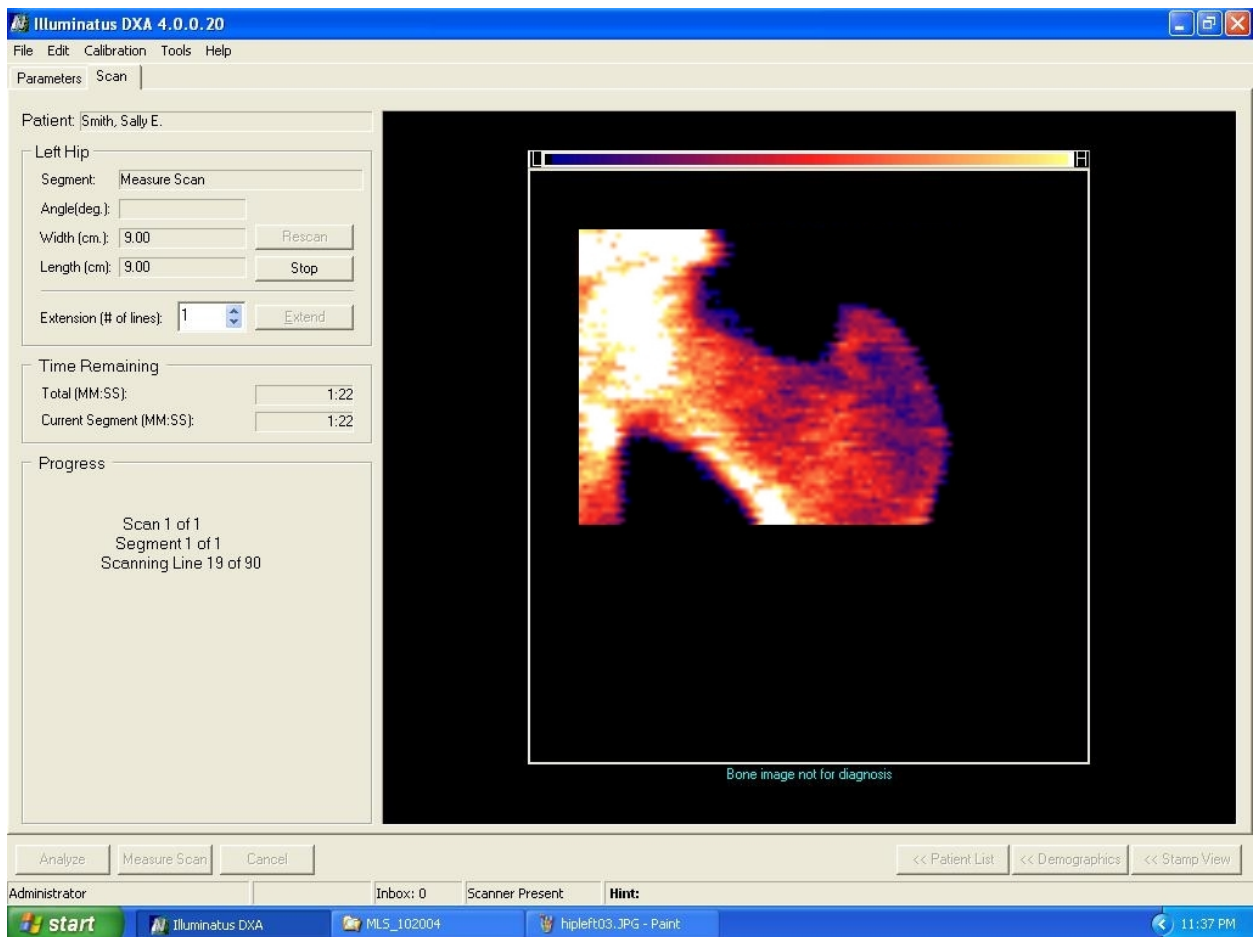 Illuminatus DXA 4.0.0.20
File Edit Calibration Tools Help
Parameters Scan
Patient: Smith, Sally E.
Left Hip
Segment: Measure Scan
Angle(deg.):
Width (cm.): 9.00 Rescan
Length (cm): 9.00 Stop
Extension (# of lines): 1 Extend
Time Remaining
Total (MM:SS): 1:22
Current Segment (MM:SS): 1:22
Progress
Scan 1 of 1
Segment 1 of 1
Scanning Line 19 of 90
L H
Bone image not for diagnosis
Analyze Measure Scan Cancel << Patient List << Demographics << Stamp View
Administrator Inbox: 0 Scanner Present Hint:
start Illuminatus DXA MLS_102004 hipleft03.JPG - Paint 11:37 PM